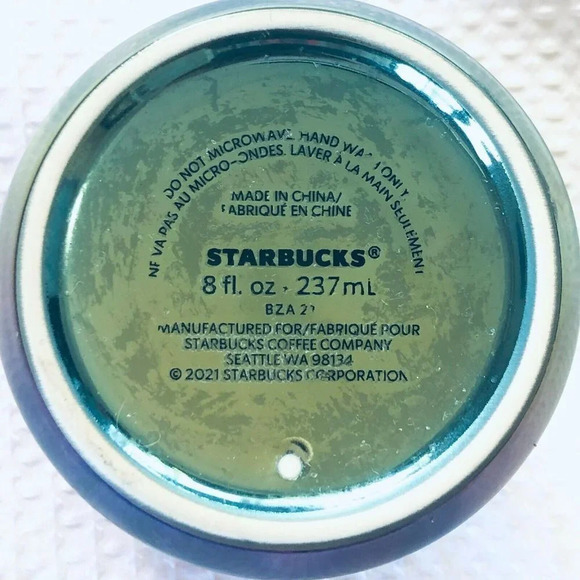 DO NOT MICROWAVE. HAND WASH ONLY
NE VA PAS AU MICRO-ONDES. LAVER À LA MAIN SEULEMENT
MADE IN CHINA/
FABRIQUÉ EN CHINE
STARBUCKS®
8 fl. oz · 237mL
BZA
MANUFACTURED FOR/FABRIQUÉ POUR
STARBUCKS COFFEE COMPANY
SEATTLE WA 98134
© 2021 STARBUCKS CORPORATION